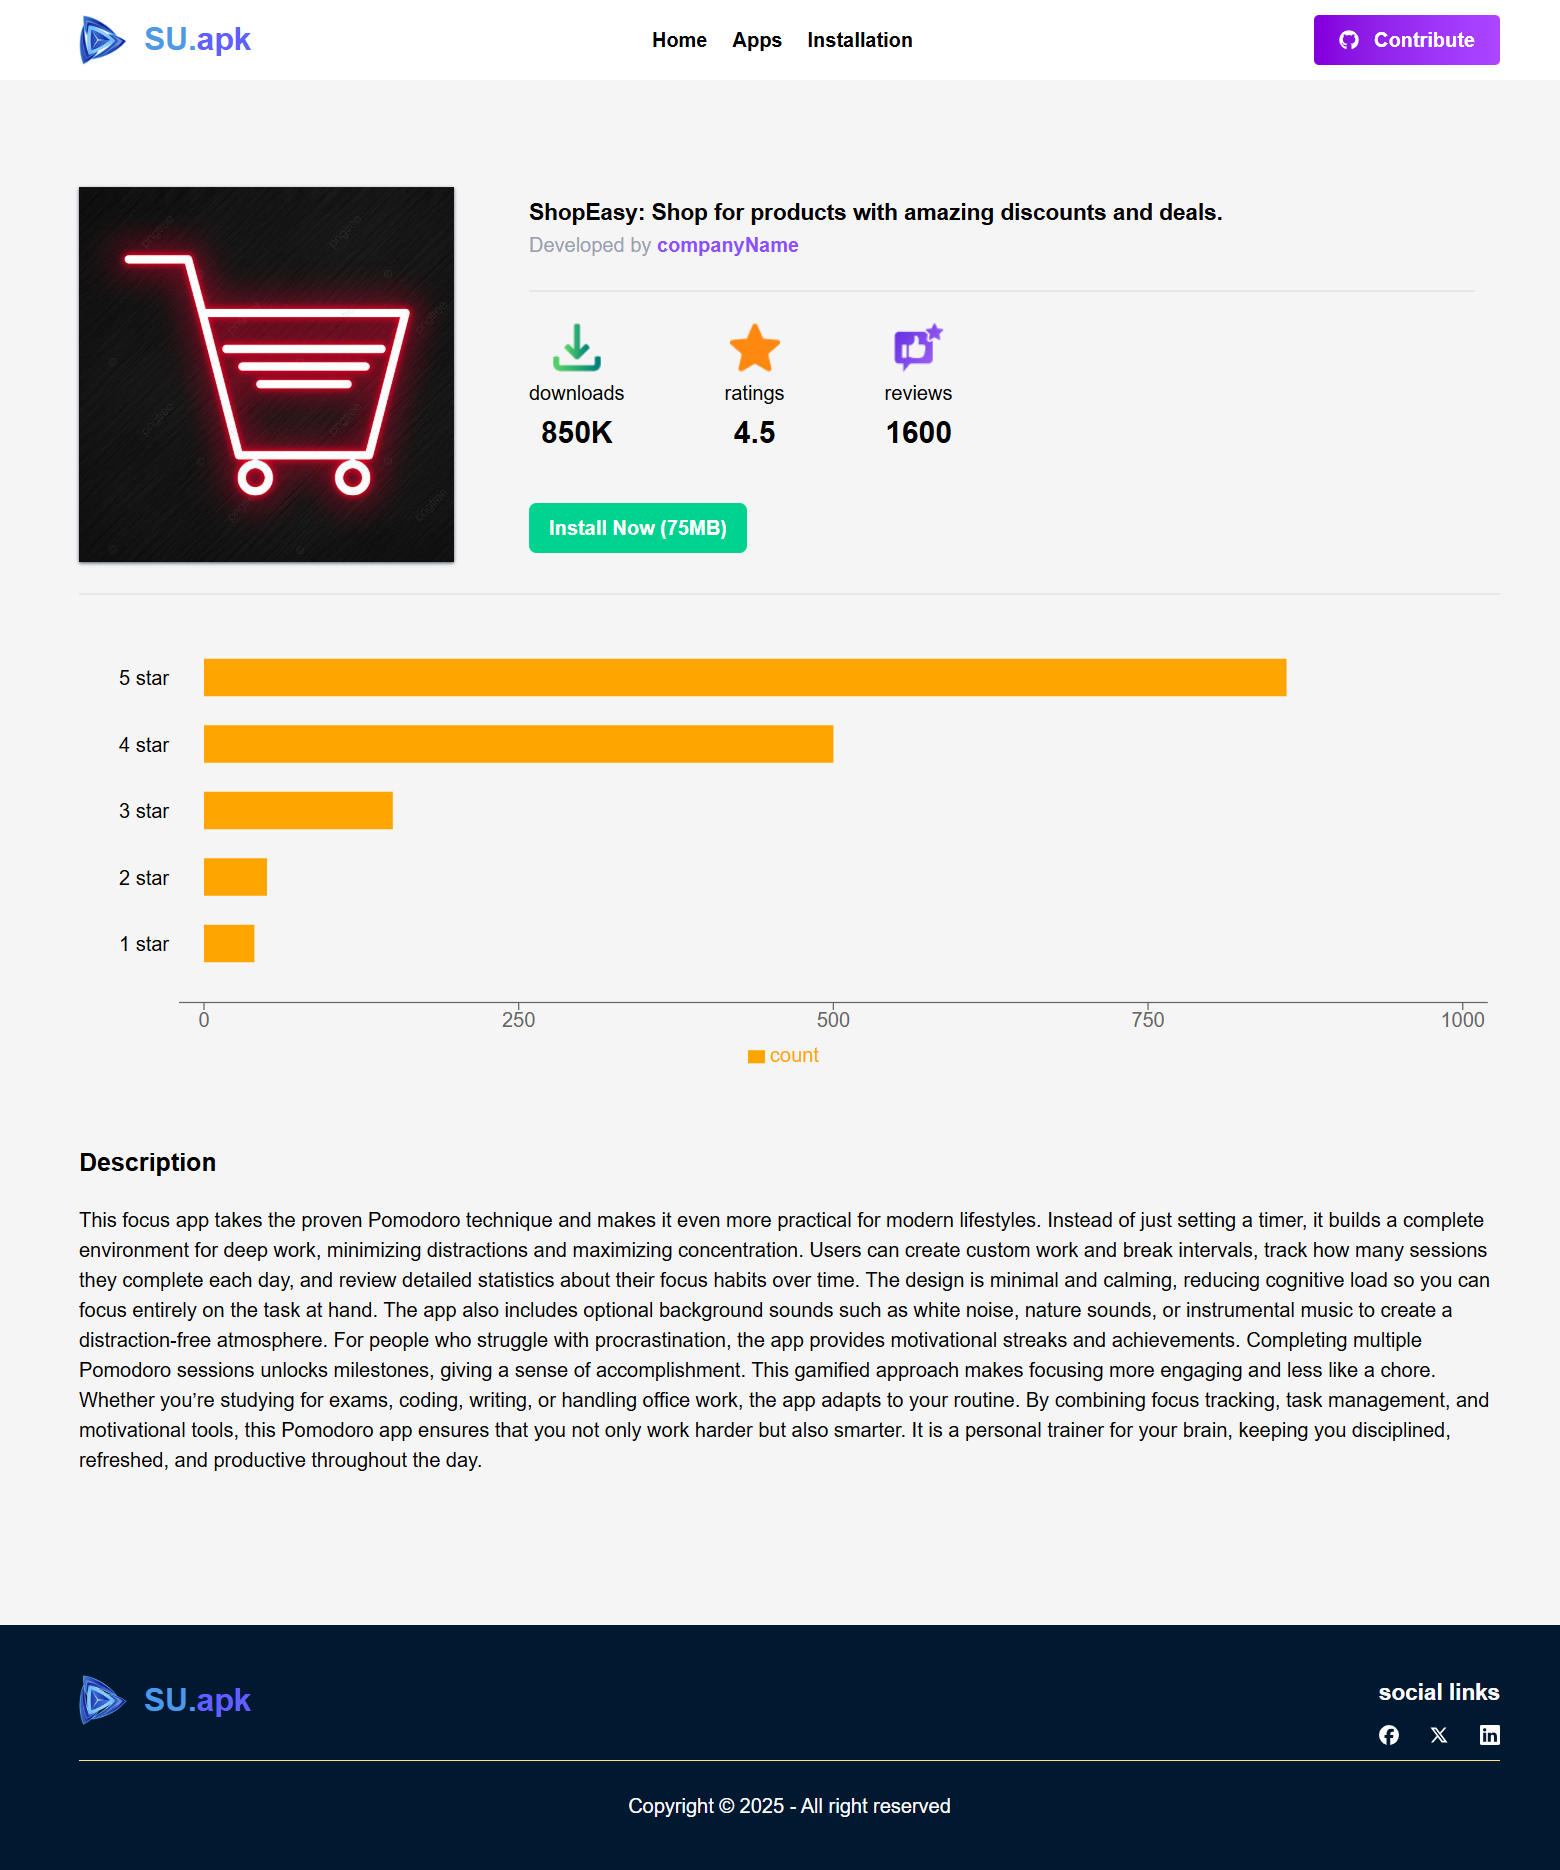 SU.apk
Home Apps Installation
Contribute
ShopEasy: Shop for products with amazing discounts and deals.
Developed by companyName
downloads ratings reviews
850K 4.5 1600
Install Now (75MB)
5 star
4 star
3 star
2 star
1 star
0 250 500 750 1000
count
Description
This focus app takes the proven Pomodoro technique and makes it even more practical for modern lifestyles. Instead of just setting a timer, it builds a complete
environment for deep work, minimizing distractions and maximizing concentration. Users can create custom work and break intervals, track how many sessions
they complete each day, and review detailed statistics about their focus habits over time. The design is minimal and calming, reducing cognitive load so you can
focus entirely on the task at hand. The app also includes optional background sounds such as white noise, nature sounds, or instrumental music to create a
distraction-free atmosphere. For people who struggle with procrastination, the app provides motivational streaks and achievements. Completing multiple
Pomodoro sessions unlocks milestones, giving a sense of accomplishment. This gamified approach makes focusing more engaging and less like a chore.
Whether you’re studying for exams, coding, writing, or handling office work, the app adapts to your routine. By combining focus tracking, task management, and
motivational tools, this Pomodoro app ensures that you not only work harder but also smarter. It is a personal trainer for your brain, keeping you disciplined,
refreshed, and productive throughout the day.
SU.apk
social links
Copyright © 2025 - All right reserved